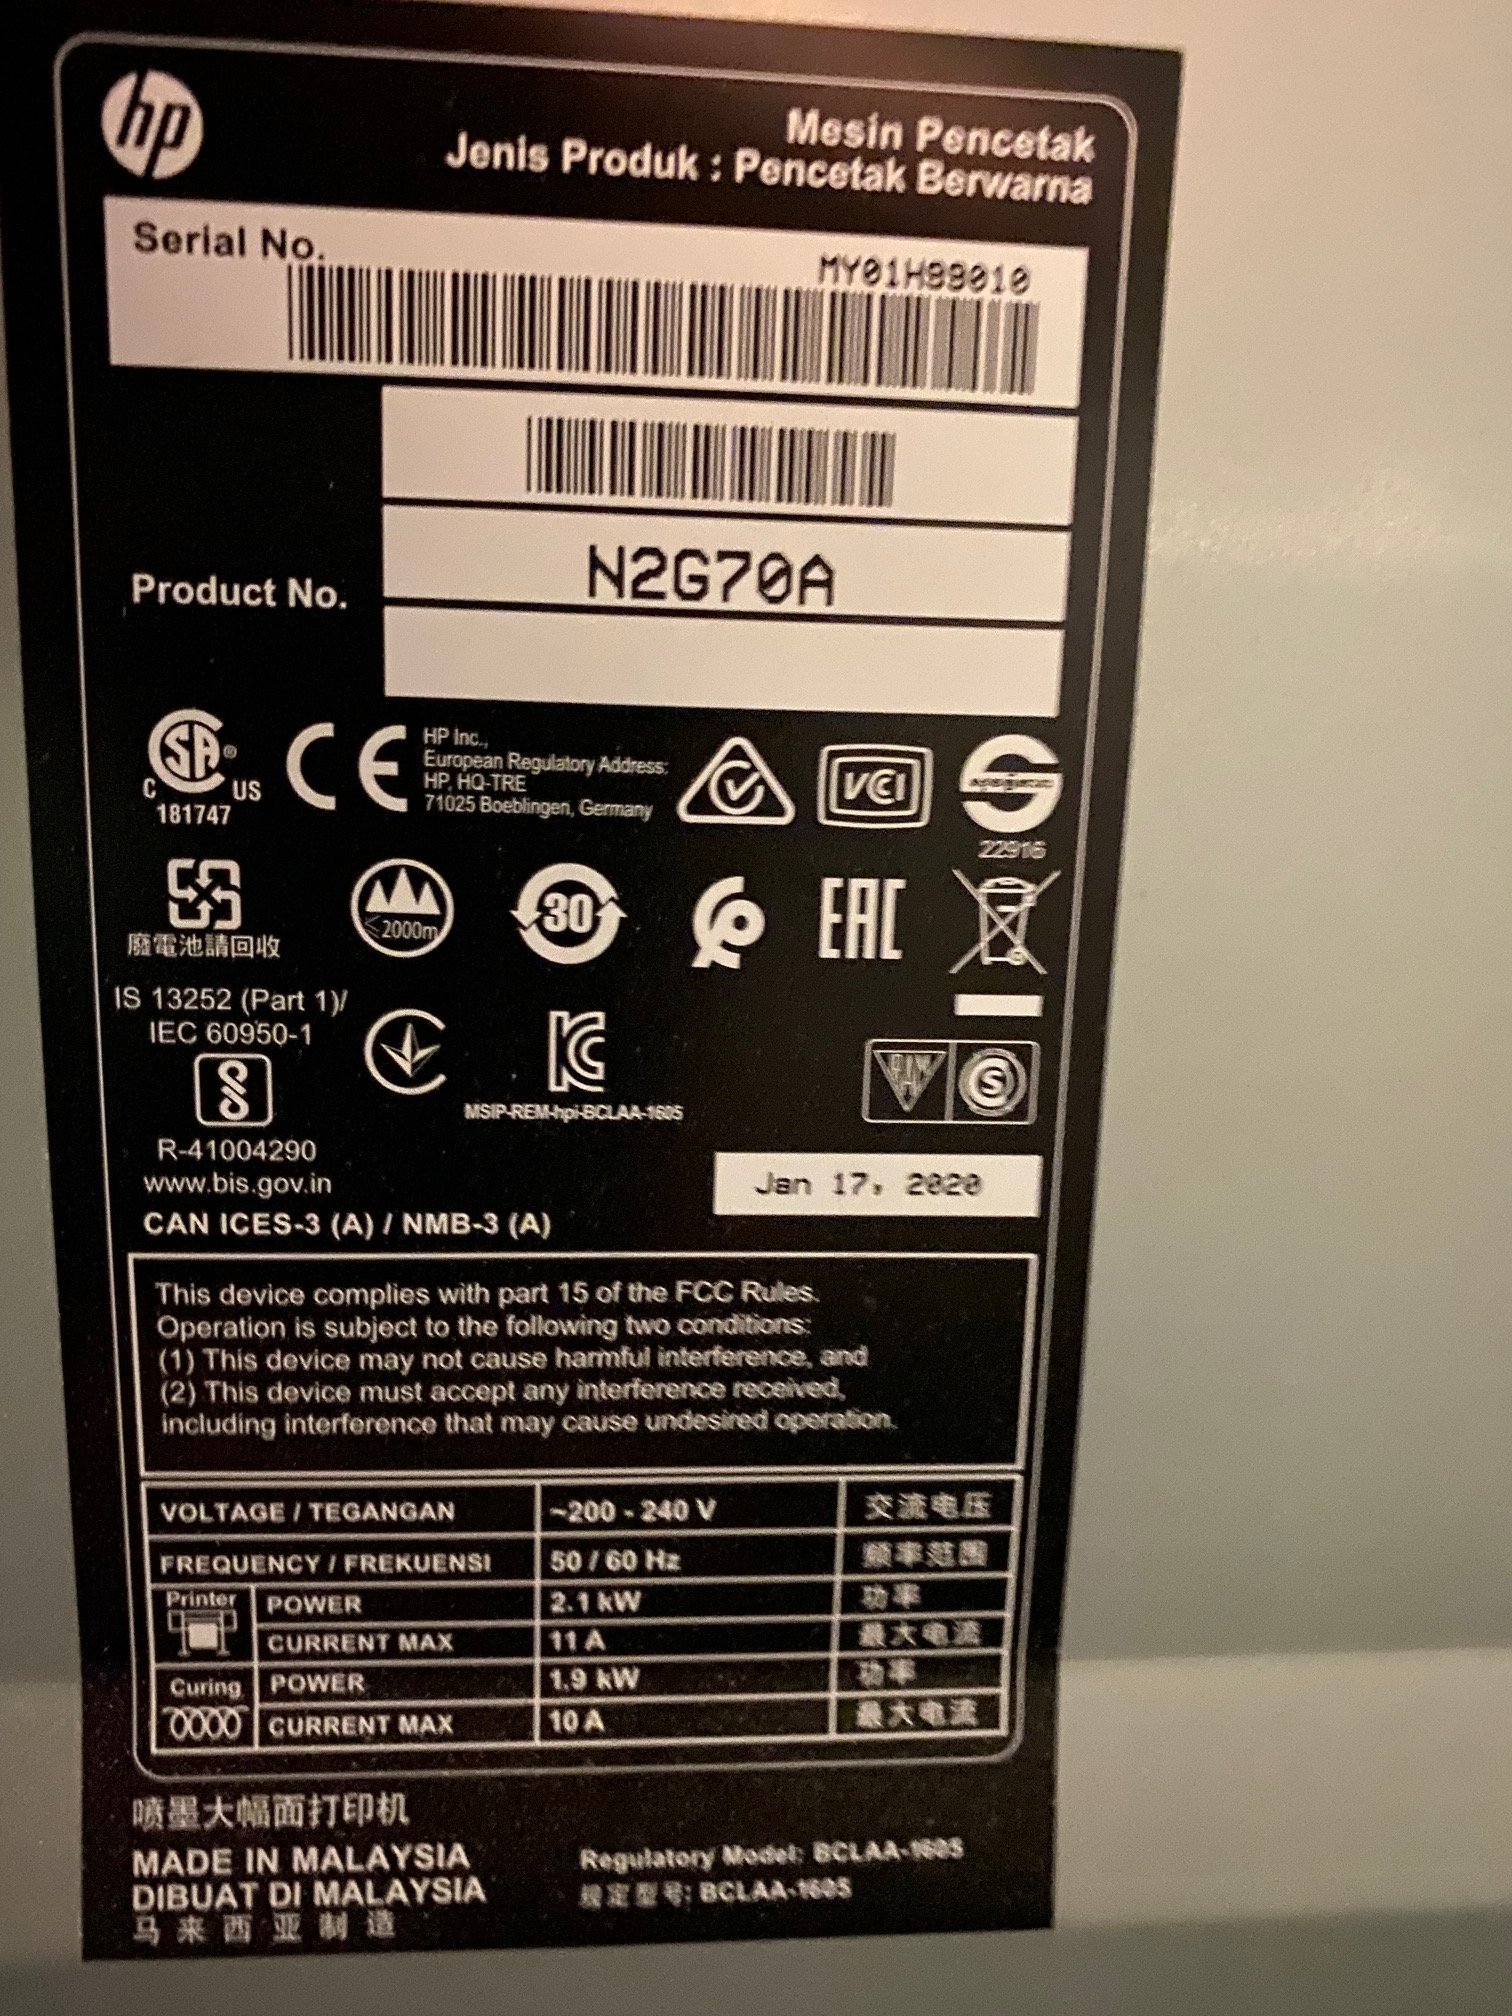 hp
Mesin Pencetak
Jenis Produk : Pencetak Berwarna
Serial No.
MY01H99010
N2G70A
Product No.
SA
C US
181747
CE
HP Inc.,
European Regulatory Address:
HP, HQ-TRE
71025 Boeblingen, Germany
VCI
22916
廢電池請回收
≤2000m
30
EAC
IS 13252 (Part 1)/
IEC 60950-1
R-41004290
www.bis.gov.in
KC
MSIP-REM-hpi-BCLAA-1605
S
Jan 17, 2020
CAN ICES-3 (A) / NMB-3 (A)
This device complies with part 15 of the FCC Rules.
Operation is subject to the following two conditions:
(1) This device may not cause harmful interference, and
(2) This device must accept any interference received,
including interference that may cause undesired operation.
VOLTAGE / TEGANGAN ~200 - 240 V 交流电压
FREQUENCY / FREKUENSI 50 / 60 Hz 频率范围
Printer POWER 2.1 kW 功率
CURRENT MAX 11 A 最大电流
Curing POWER 1.9 kW 功率
CURRENT MAX 10 A 最大电流
喷墨大幅面打印机
MADE IN MALAYSIA
DIBUAT DI MALAYSIA
马来西亚制造
Regulatory Model: BCLAA-1605
规定型号: BCLAA-1605